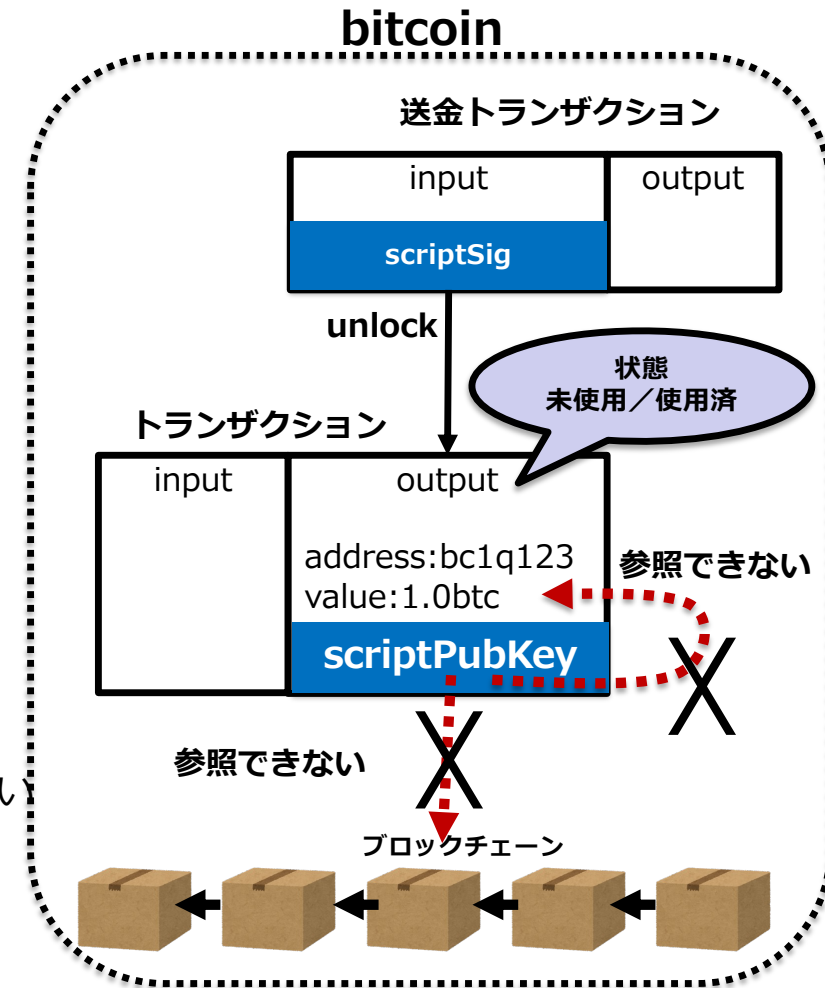 bitcoin
送金トランザクション
input
output
scriptSig
unlock
状態
未使用／使用済
トランザクション
input
output
address:bc1q123
value:1.0btc
参照できない
scriptPubKey
参照できない
い
ブロックチェーン